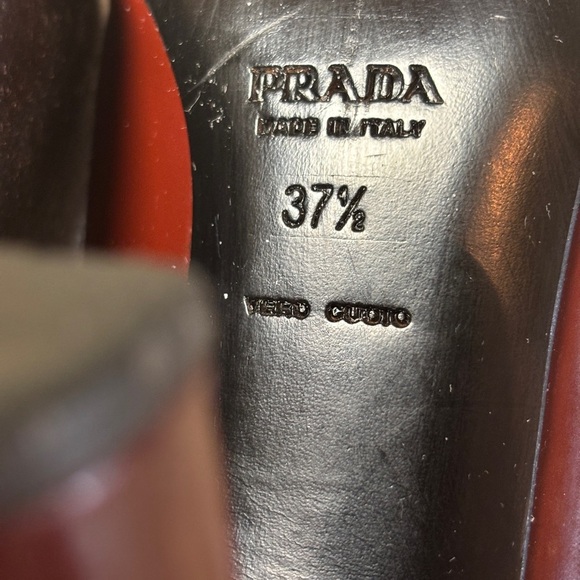 PRADA
MADE IN ITALY
37½
VERO CUOIO